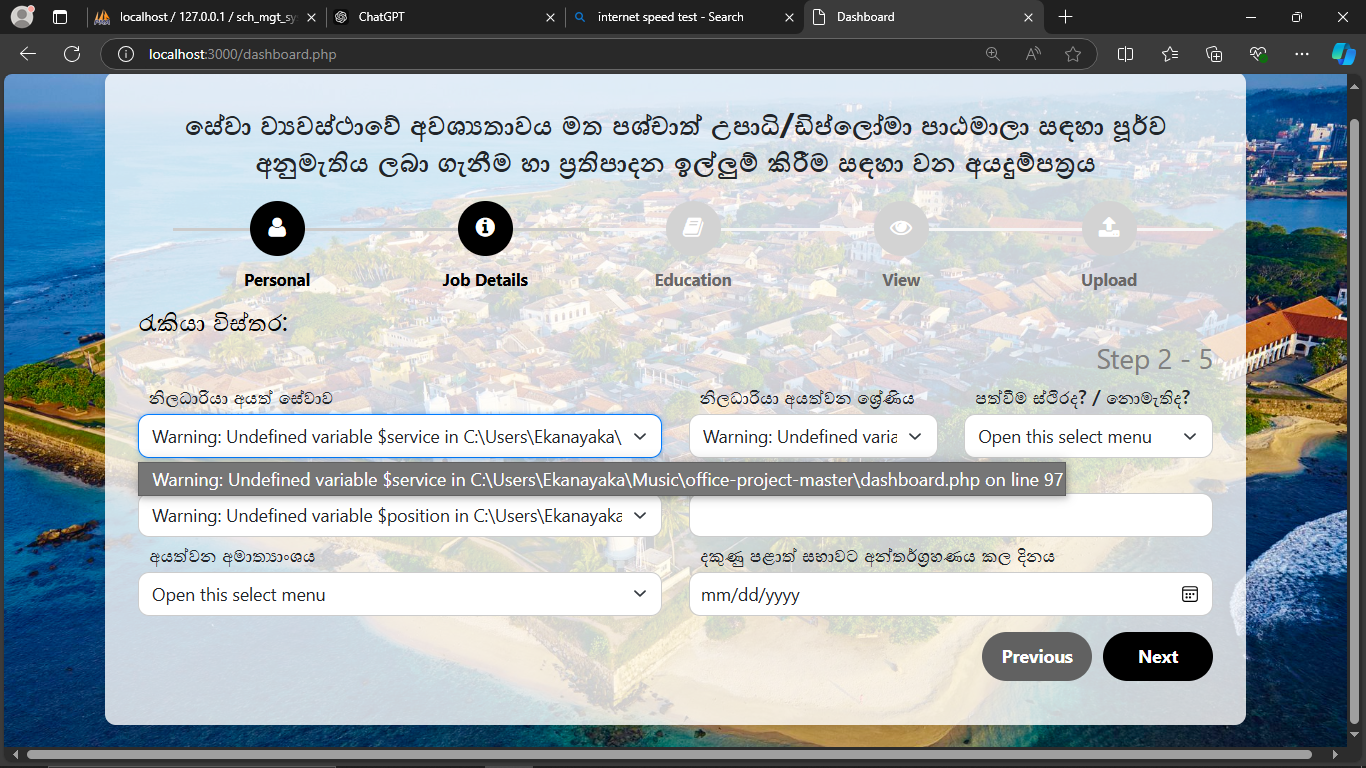 localhost / 127.0.0.1 / sch_mgt_sy
ChatGPT
internet speed test - Search
Dashboard
localhost:3000/dashboard.php
සේවා ව්‍යවස්ථාවේ අවශ්‍යතාවය මත පශ්චාත් උපාධි/ඩිප්ලෝමා පාඨමාලා සඳහා පූර්ව
අනුමැතිය ලබා ගැනීම හා ප්‍රතිපාදන ඉල්ලුම් කිරීම සඳහා වන අයදුම්පත්‍රය
Personal
Job Details
Education
View
Upload
රැකියා විස්තර:
Step 2 - 5
නිලධාරියා අයත් සේවාව
නිලධාරියා අයත්වන ශ්‍රේණිය
පත්වීම ස්ථිරද? / නොමැතිද?
Warning: Undefined variable $service in C:\Users\Ekanayaka\
Warning: Undefined varia
Open this select menu
Warning: Undefined variable $service in C:\Users\Ekanayaka\Music\office-project-master\dashboard.php on line 97
Warning: Undefined variable $position in C:\Users\Ekanayaka
අයත්වන අමාත්‍යාංශය
දකුණු පළාත් සභාවට අන්තර්ග්‍රහණය කල දිනය
Open this select menu
mm/dd/yyyy
Previous
Next